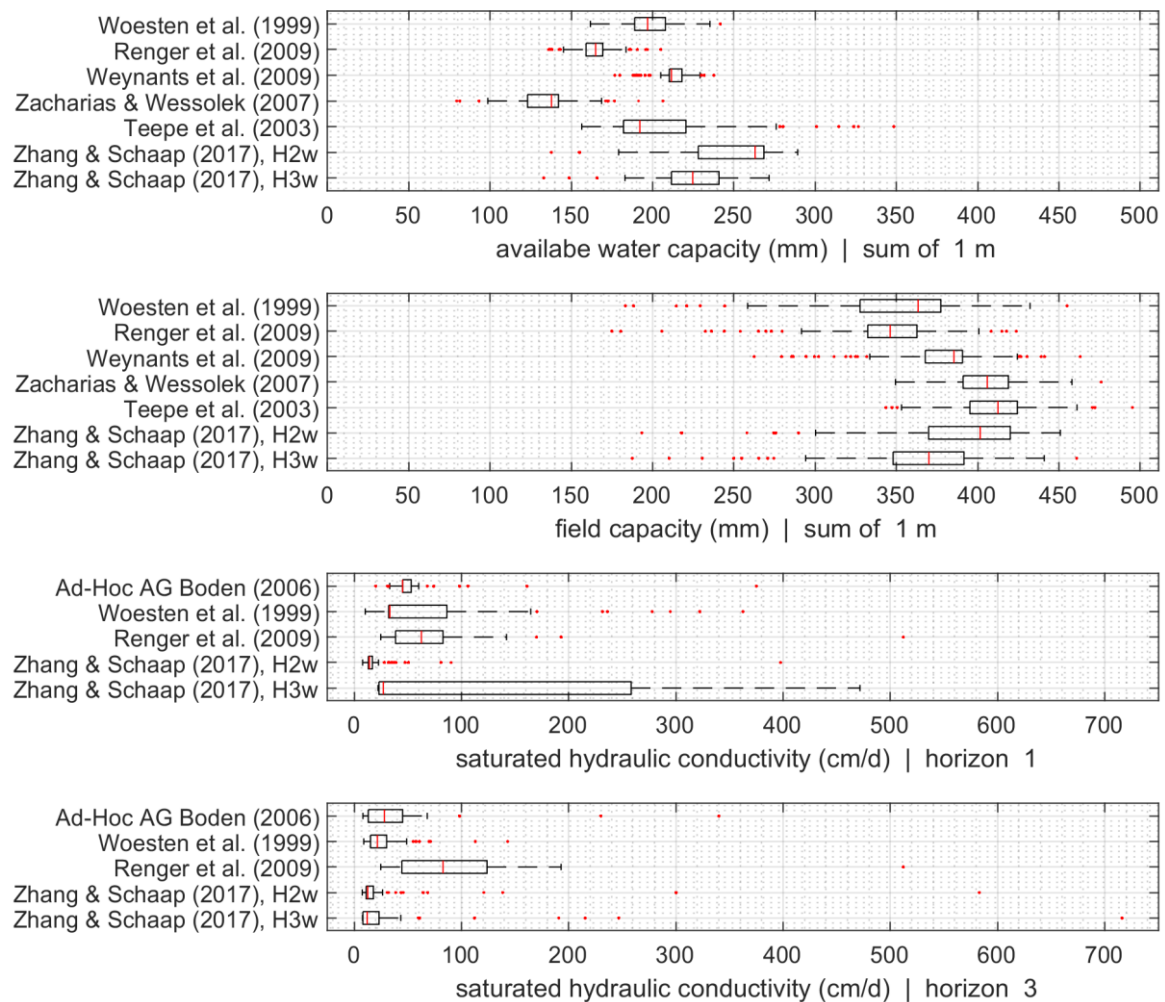 Woesten et al. (1999)
Renger et al. (2009)
Weynants et al. (2009)
Zacharias & Wessolek (2007)
Teepe et al. (2003)
Zhang & Schaap (2017), H2w
Zhang & Schaap (2017), H3w
0 50 100 150 200 250 300 350 400 450 500
availabe water capacity (mm) | sum of 1 m
Woesten et al. (1999)
Renger et al. (2009)
Weynants et al. (2009)
Zacharias & Wessolek (2007)
Teepe et al. (2003)
Zhang & Schaap (2017), H2w
Zhang & Schaap (2017), H3w
0 50 100 150 200 250 300 350 400 450 500
field capacity (mm) | sum of 1 m
Ad-Hoc AG Boden (2006)
Woesten et al. (1999)
Renger et al. (2009)
Zhang & Schaap (2017), H2w
Zhang & Schaap (2017), H3w
0 100 200 300 400 500 600 700
saturated hydraulic conductivity (cm/d) | horizon 1
Ad-Hoc AG Boden (2006)
Woesten et al. (1999)
Renger et al. (2009)
Zhang & Schaap (2017), H2w
Zhang & Schaap (2017), H3w
0 100 200 300 400 500 600 700
saturated hydraulic conductivity (cm/d) | horizon 3